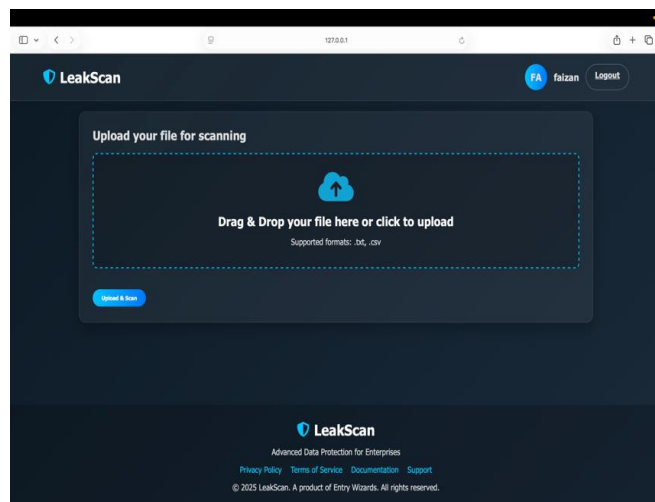 127.0.0.1
LeakScan
FA faizan Logout
Upload your file for scanning
Drag & Drop your file here or click to upload
Supported formats: .txt, .csv
Upload & Scan
LeakScan
Advanced Data Protection for Enterprises
Privacy Policy Terms of Service Documentation Support
© 2025 LeakScan. A product of Entry Wizards. All rights reserved.